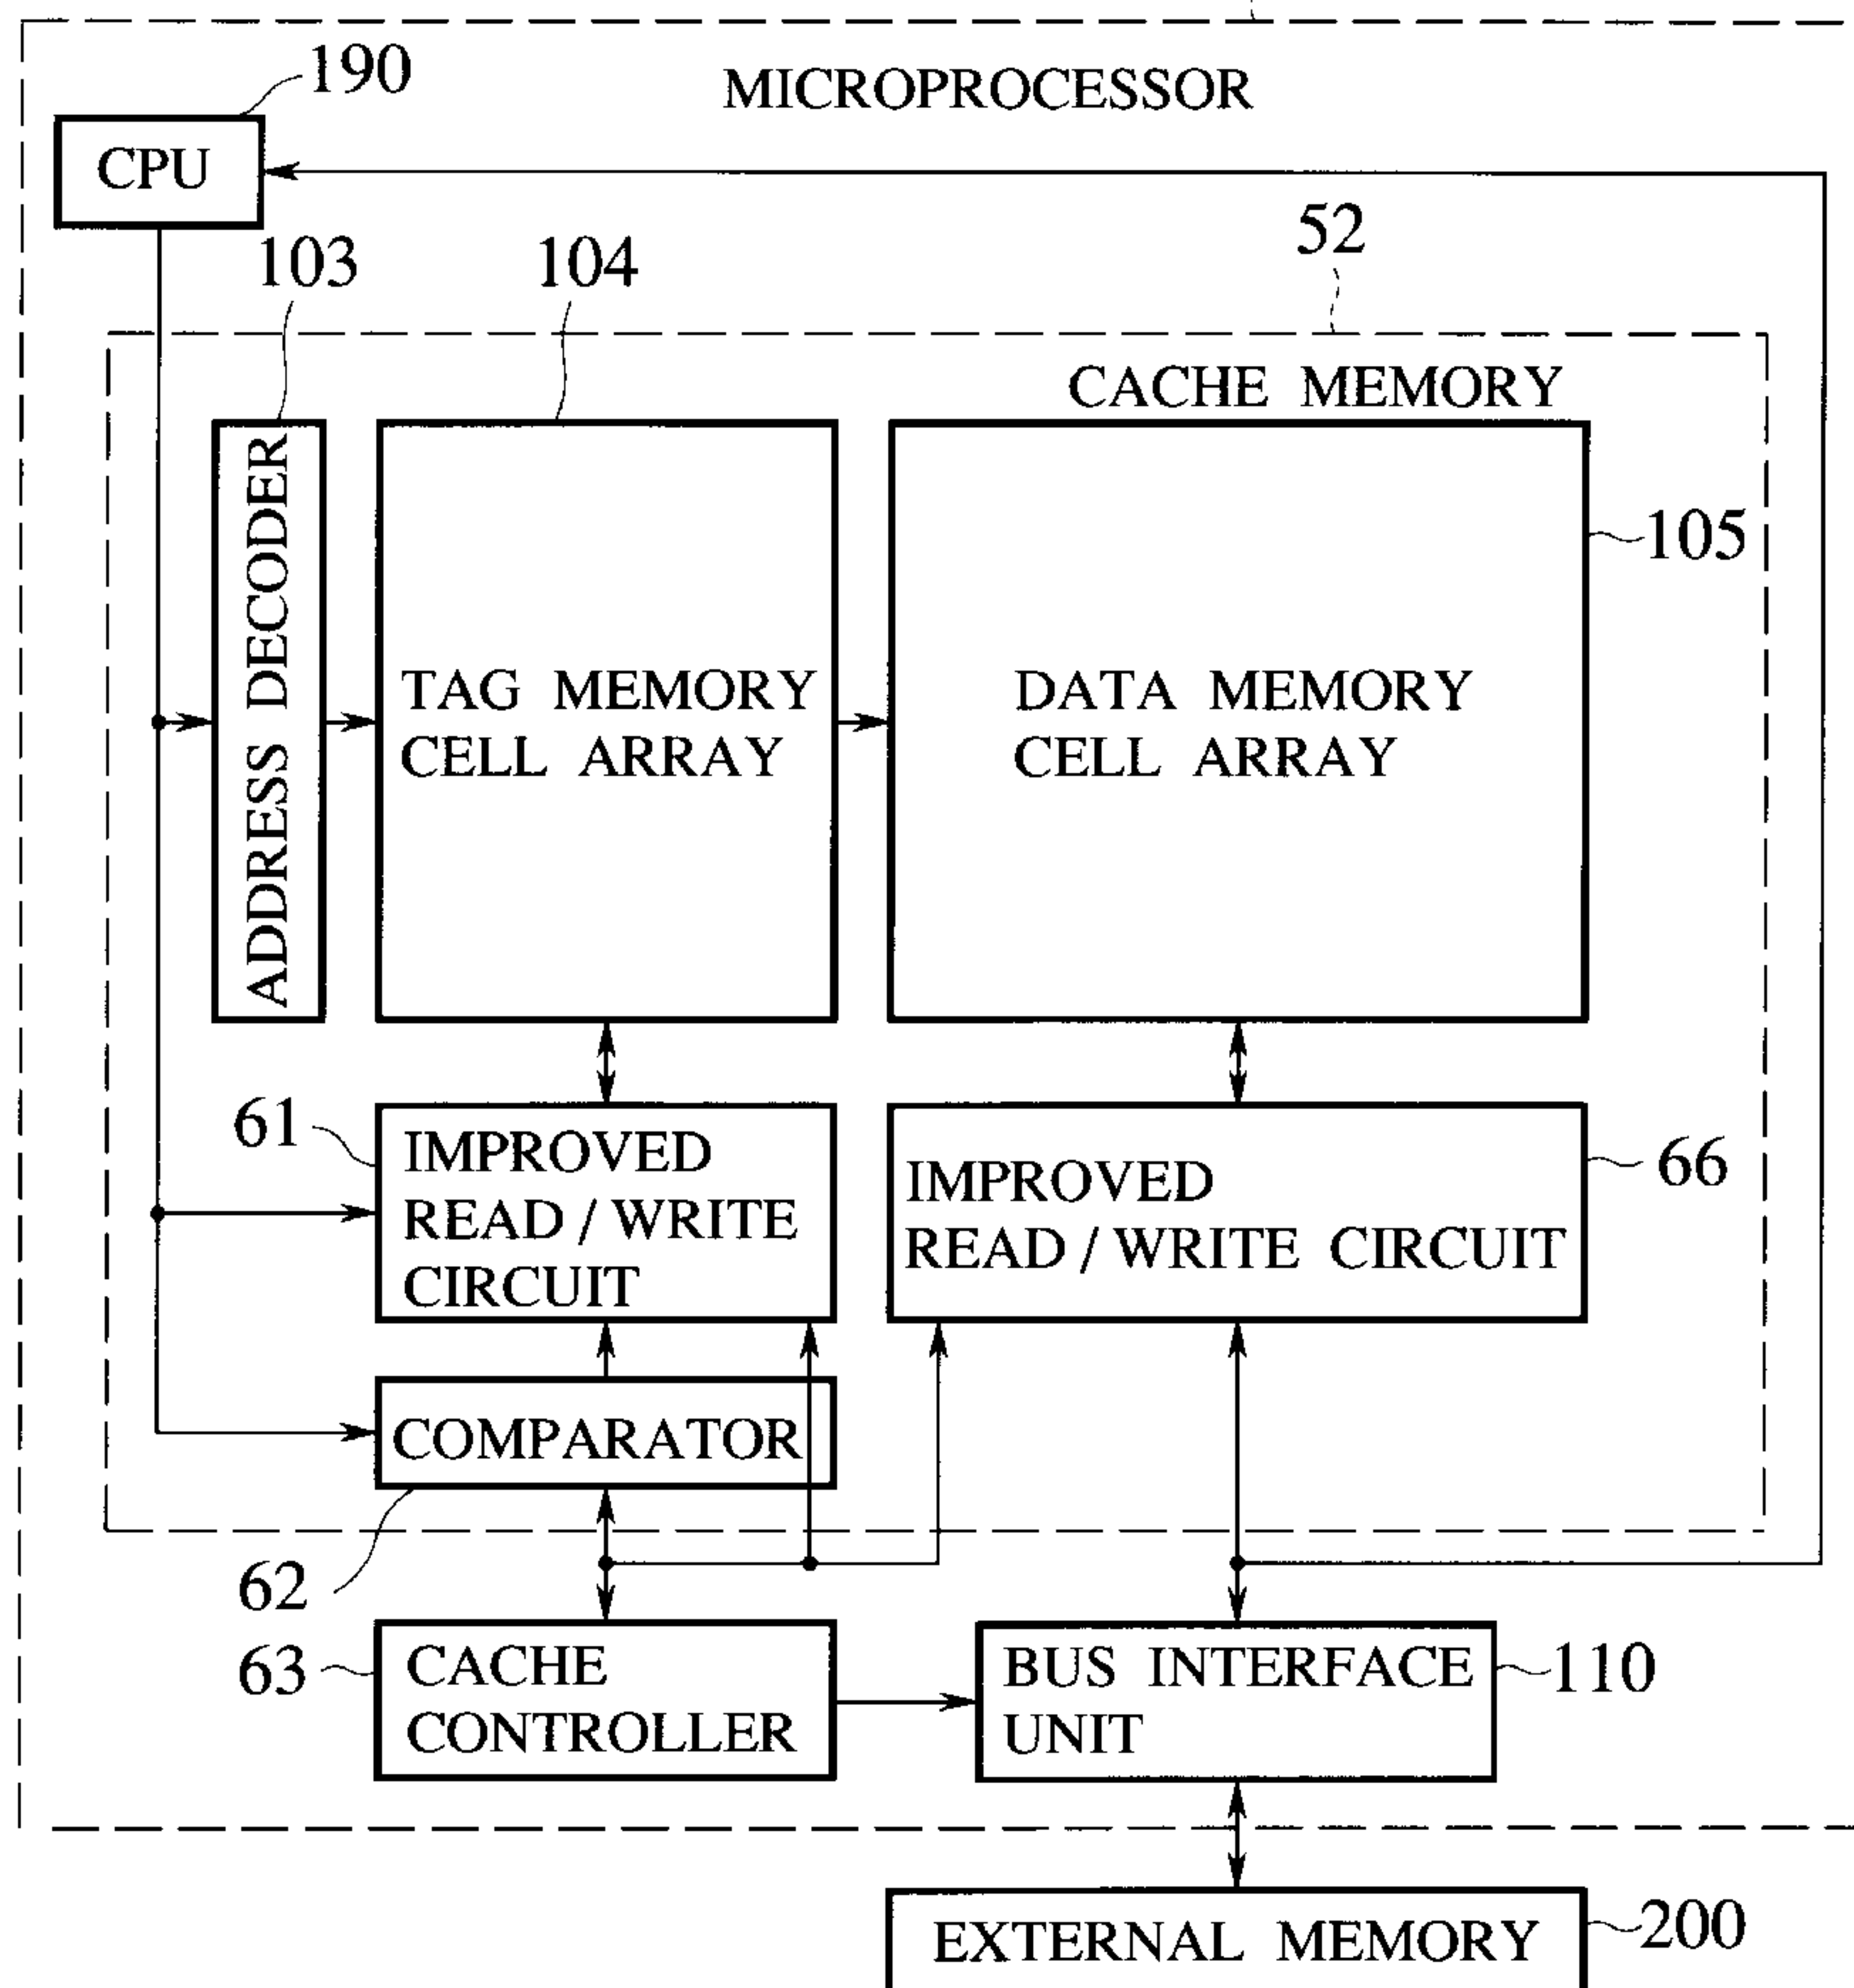 190
MICROPROCESSOR
CPU
52
103
104
CACHE MEMORY
ADDRESS DECODER
105
TAG MEMORY
CELL ARRAY
DATA MEMORY
CELL ARRAY
61
IMPROVED
READ / WRITE
CIRCUIT
IMPROVED
READ / WRITE CIRCUIT
66
COMPARATOR
62
63
CACHE
CONTROLLER
BUS INTERFACE
UNIT
110
EXTERNAL MEMORY
200